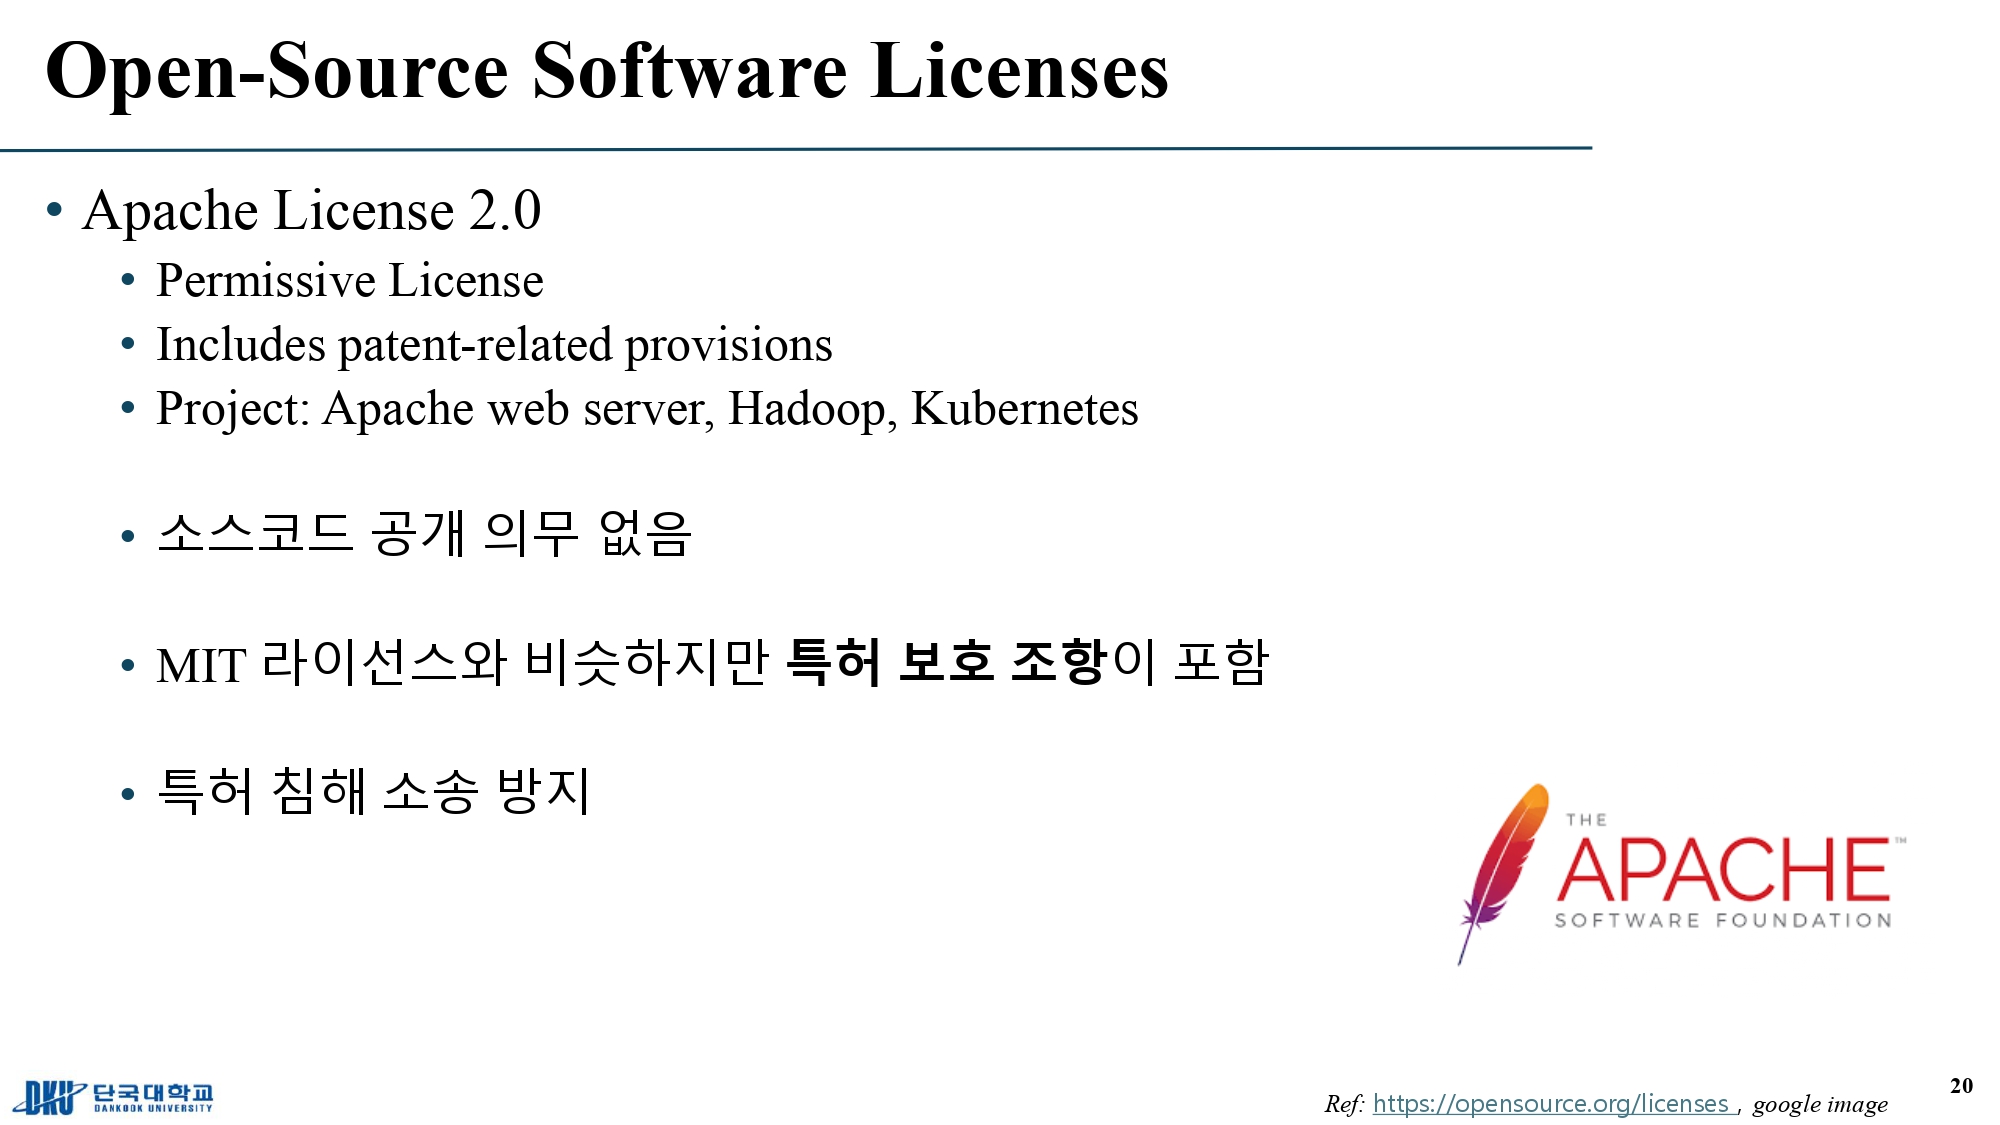 Open-Source Software Licenses
• Apache License 2.0
• Permissive License
• Includes patent-related provisions
• Project: Apache web server, Hadoop, Kubernetes
• 소스코드 공개 의무 없음
• MIT 라이선스와 비슷하지만 특허 보호 조항이 포함
• 특허 침해 소송 방지
THE
APACHE™
SOFTWARE FOUNDATION
DKU 단국대학교
DANKOOK UNIVERSITY
Ref: https://opensource.org/licenses , google image
20